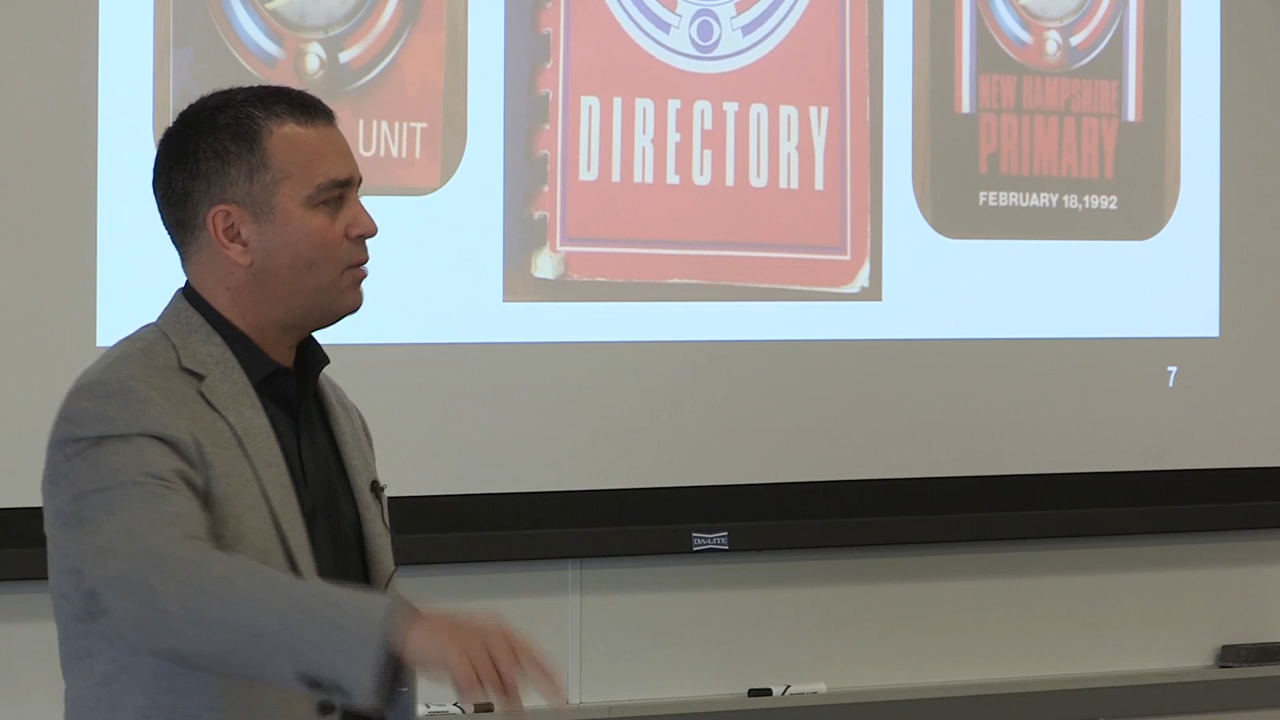 UNIT
DIRECTORY
NEW HAMPSHIRE
PRIMARY
FEBRUARY 18, 1992
7
DA-LITE